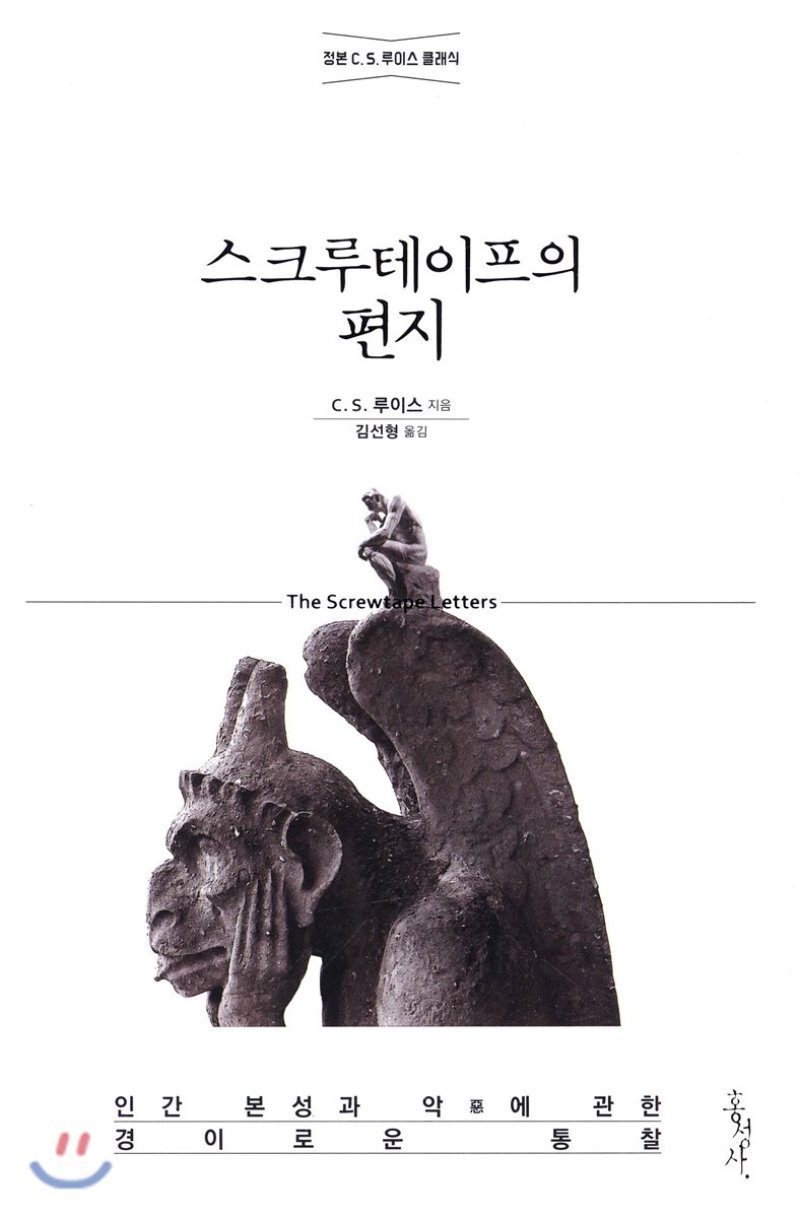 정본 C. S. 루이스 클래식
스크루테이프의
편지
C. S. 루이스 지음
김선형 옮김
The Screwtape Letters
인간 본성과 악惡에 관한
경이로운 통찰
홍성사.